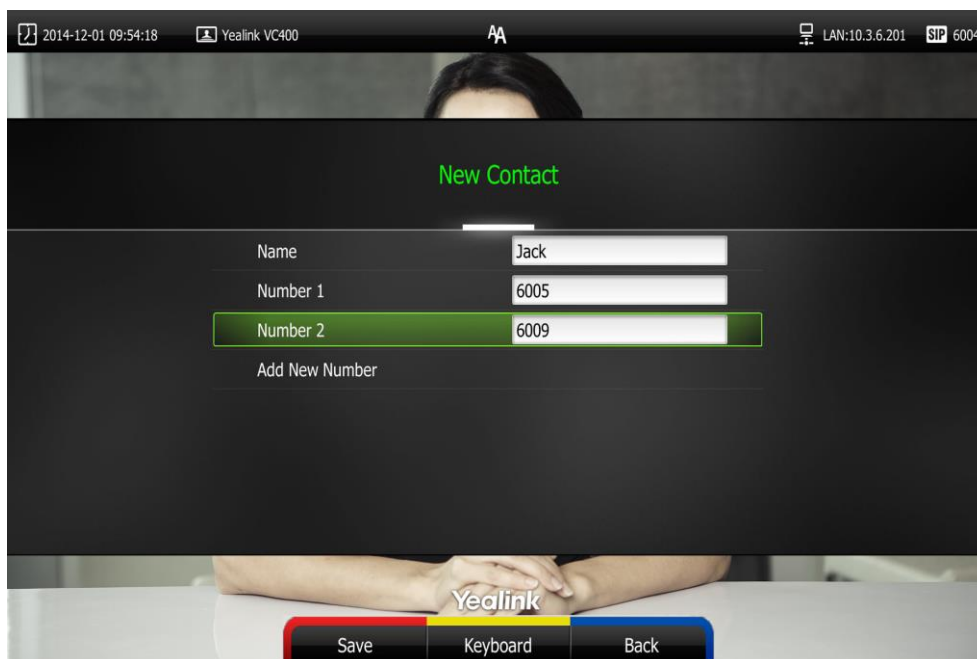 2014-12-01 09:54:18 Yealink VC400 AA LAN:10.3.6.201 SIP 6004
New Contact
Name Jack
Number 1 6005
Number 2 6009
Add New Number
Yealink
Save Keyboard Back